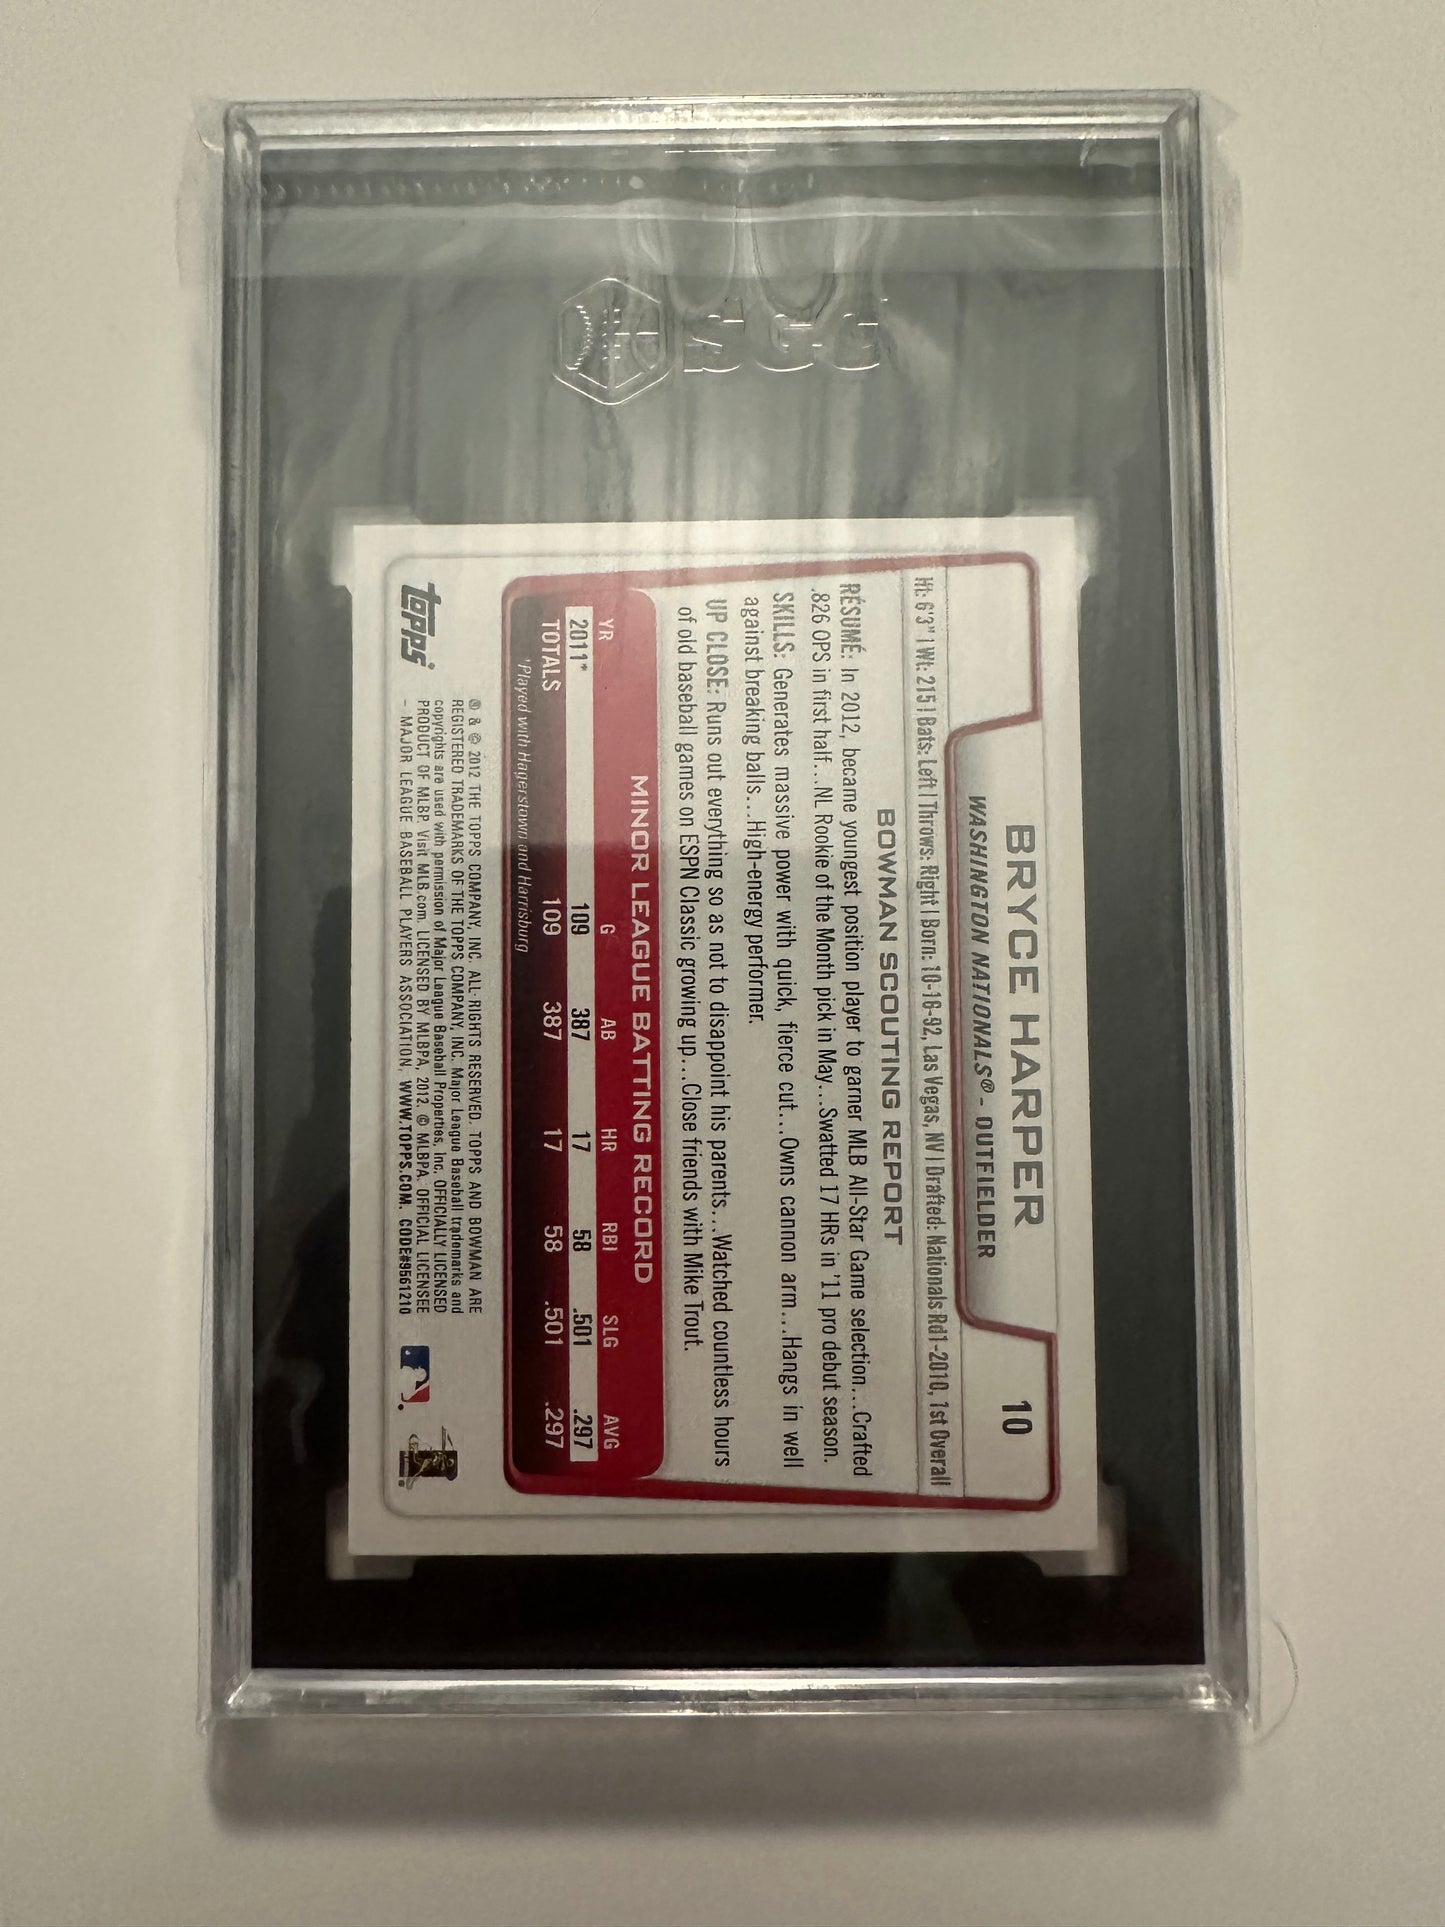 SGC
BRYCE HARPER
10
WASHINGTON NATIONALS® - OUTFIELDER
Ht: 6'3" | Wt: 215 | Bats: Left | Throws: Right | Born: 10-16-92, Las Vegas, NV | Drafted: Nationals Rd1-2010, 1st Overall
BOWMAN SCOUTING REPORT
RÉSUMÉ: In 2012, became youngest position player to garner MLB All-Star Game selection...Crafted
.826 OPS in first half...NL Rookie of the Month pick in May...Swatted 17 HRs in '11 pro debut season.
SKILLS: Generates massive power with quick, fierce cut...Owns cannon arm...Hangs in well
against breaking balls...High-energy performer.
UP CLOSE: Runs out everything so as not to disappoint his parents...Watched countless hours
of old baseball games on ESPN Classic growing up...Close friends with Mike Trout.
MINOR LEAGUE BATTING RECORD
YR G AB HR RBI SLG AVG
2011* 109 387 17 58 .501 .297
TOTALS 109 387 17 58 .501 .297
*Played with Hagerstown and Harrisburg
topps®
® & © 2012 THE TOPPS COMPANY, INC. ALL RIGHTS RESERVED. TOPPS AND BOWMAN ARE
REGISTERED TRADEMARKS OF THE TOPPS COMPANY, INC. Major League Baseball trademarks and
copyrights are used with permission of Major League Baseball Properties, Inc. OFFICIALLY LICENSED
PRODUCT OF MLBP. Visit MLB.com. LICENSED BY MLBPA, 2012. © MLBPA. OFFICIAL LICENSEE
- MAJOR LEAGUE BASEBALL PLAYERS ASSOCIATION. WWW.TOPPS.COM. CODE#9561210